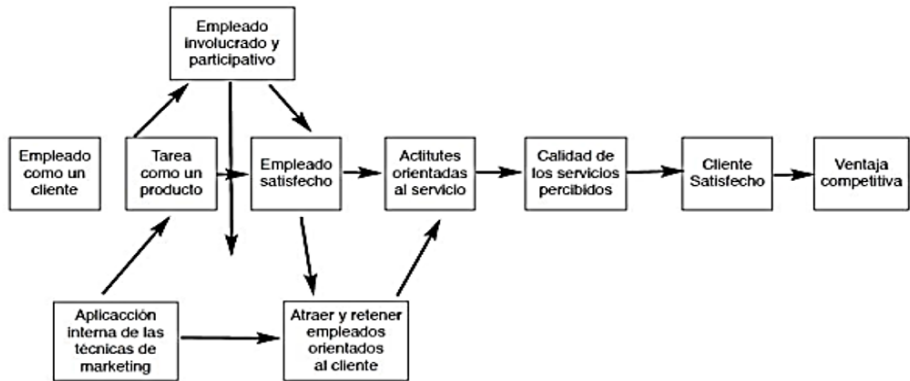 Empleado
involucrado y
participativo
Empleado
como un
cliente
Tarea
como un
producto
Empleado
satisfecho
Actitutes
orientadas
al servicio
Calidad de
los servicios
percibidos
Cliente
Satisfecho
Ventaja
competitiva
Aplicacción
interna de las
técnicas de
marketing
Atraer y retener
empleados
orientados
al cliente